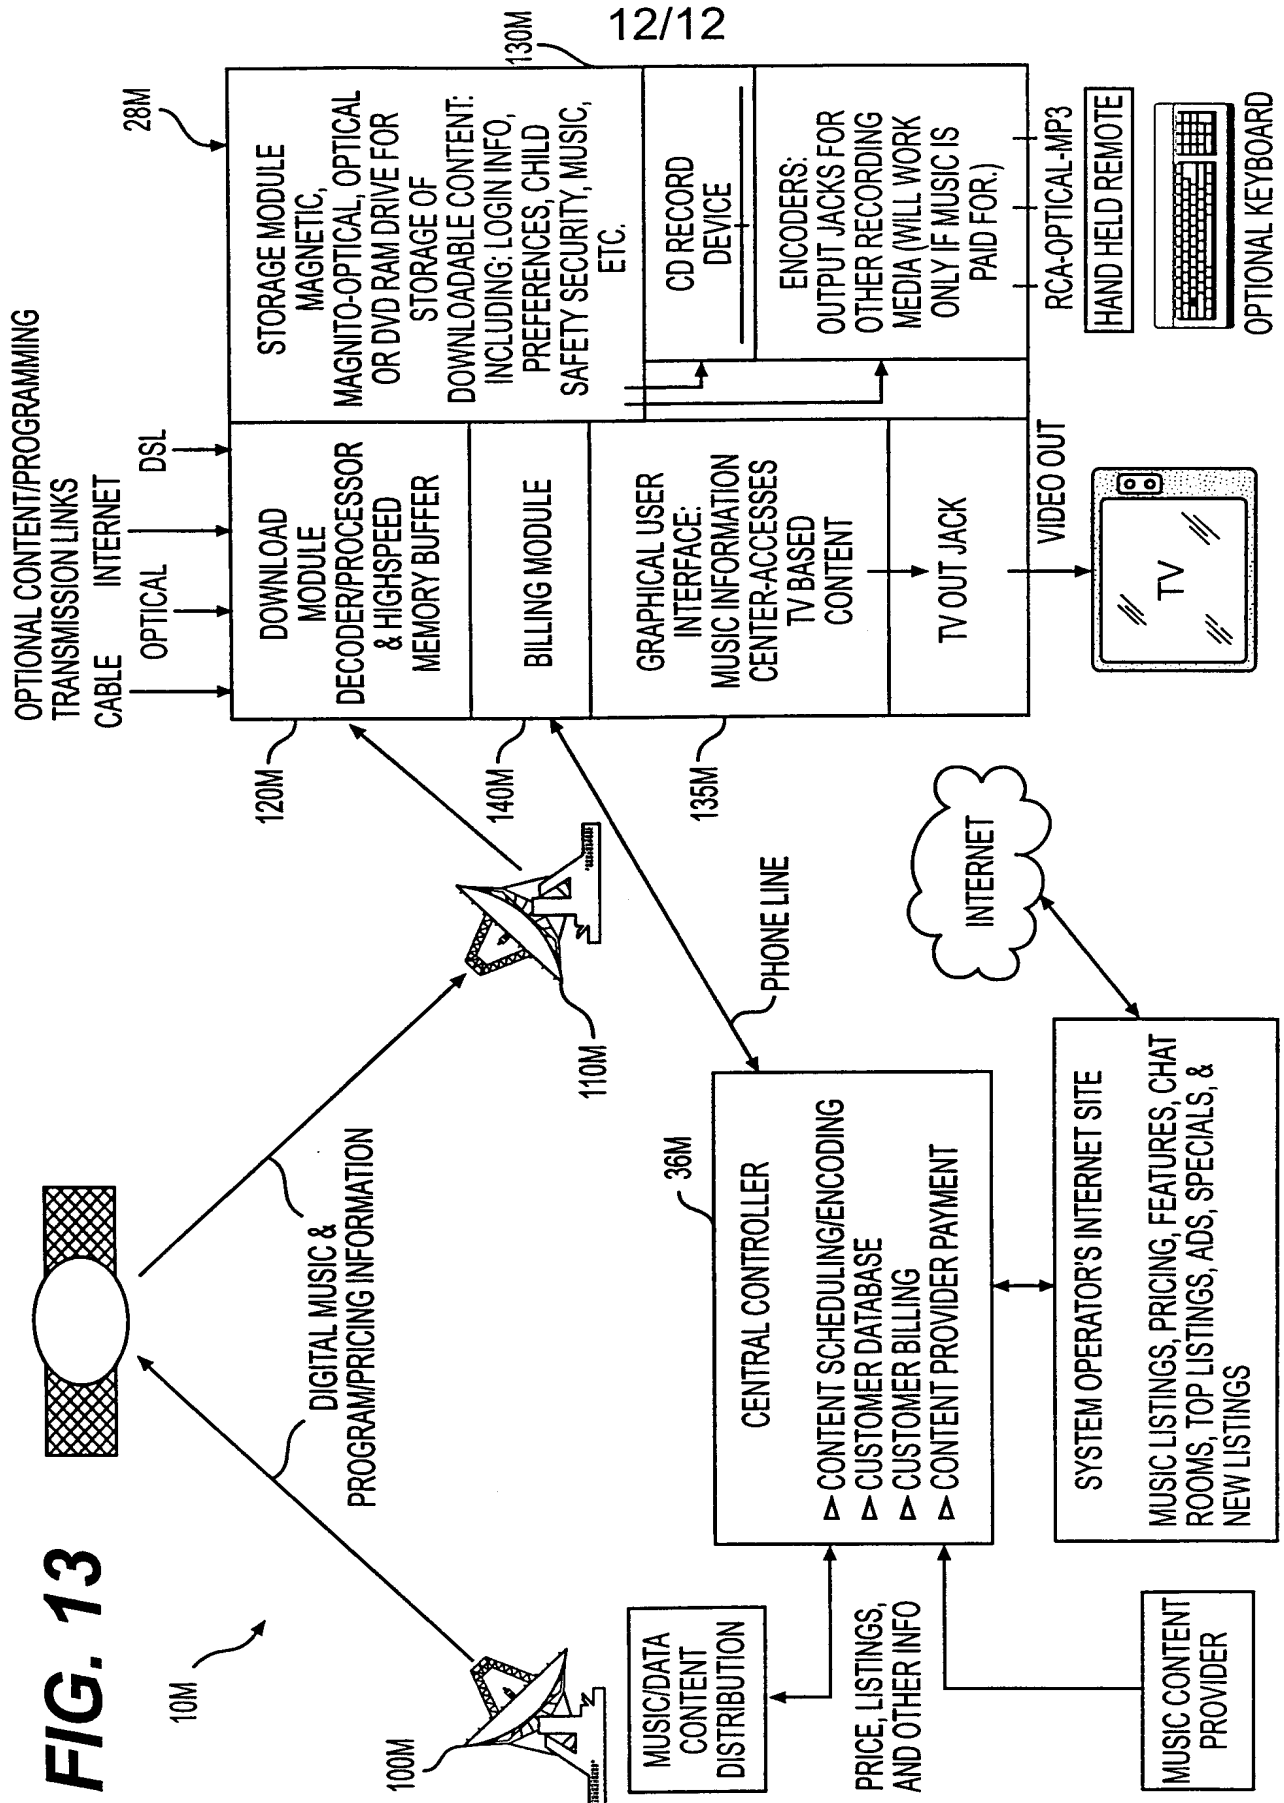 12/12
FIG. 13
10M
100M
DIGITAL MUSIC &
PROGRAM/PRICING INFORMATION
110M
OPTIONAL CONTENT/PROGRAMMING
TRANSMISSION LINKS
CABLE
OPTICAL
INTERNET
DSL
28M
120M
DOWNLOAD
MODULE
DECODER/PROCESSOR
& HIGHSPEED
MEMORY BUFFER
140M
BILLING MODULE
135M
GRAPHICAL USER
INTERFACE:
MUSIC INFORMATION
CENTER-ACCESSES
TV BASED
CONTENT
TV OUT JACK
VIDEO OUT
TV
130M
STORAGE MODULE
MAGNETIC,
MAGNITO-OPTICAL, OPTICAL
OR DVD RAM DRIVE FOR
STORAGE OF
DOWNLOADABLE CONTENT:
INCLUDING: LOGIN INFO,
PREFERENCES, CHILD
SAFETY SECURITY, MUSIC,
ETC.
CD RECORD
DEVICE
ENCODERS:
OUTPUT JACKS FOR
OTHER RECORDING
MEDIA (WILL WORK
ONLY IF MUSIC IS
PAID FOR.)
RCA-OPTICAL-MP3
HAND HELD REMOTE
OPTIONAL KEYBOARD
PHONE LINE
36M
CENTRAL CONTROLLER
CONTENT SCHEDULING/ENCODING
CUSTOMER DATABASE
CUSTOMER BILLING
CONTENT PROVIDER PAYMENT
MUSIC/DATA
CONTENT
DISTRIBUTION
PRICE, LISTINGS,
AND OTHER INFO
MUSIC CONTENT
PROVIDER
INTERNET
SYSTEM OPERATOR'S INTERNET SITE
MUSIC LISTINGS, PRICING, FEATURES, CHAT
ROOMS, TOP LISTINGS, ADS, SPECIALS, &
NEW LISTINGS